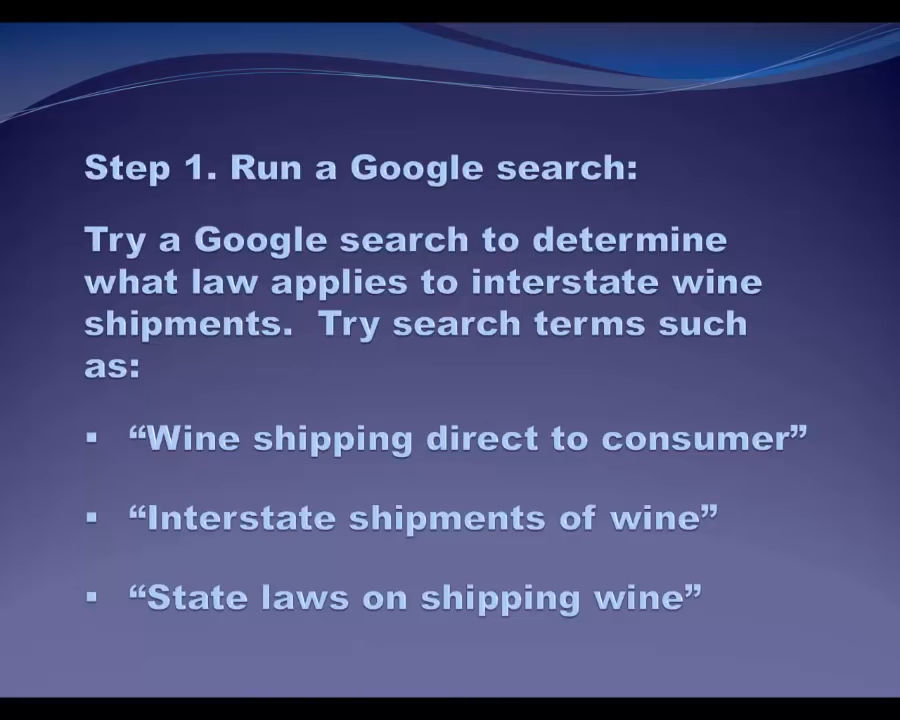 Step 1. Run a Google search:
Try a Google search to determine
what law applies to interstate wine
shipments.  Try search terms such
as:
▪ “Wine shipping direct to consumer”
▪ “Interstate shipments of wine”
▪ “State laws on shipping wine”